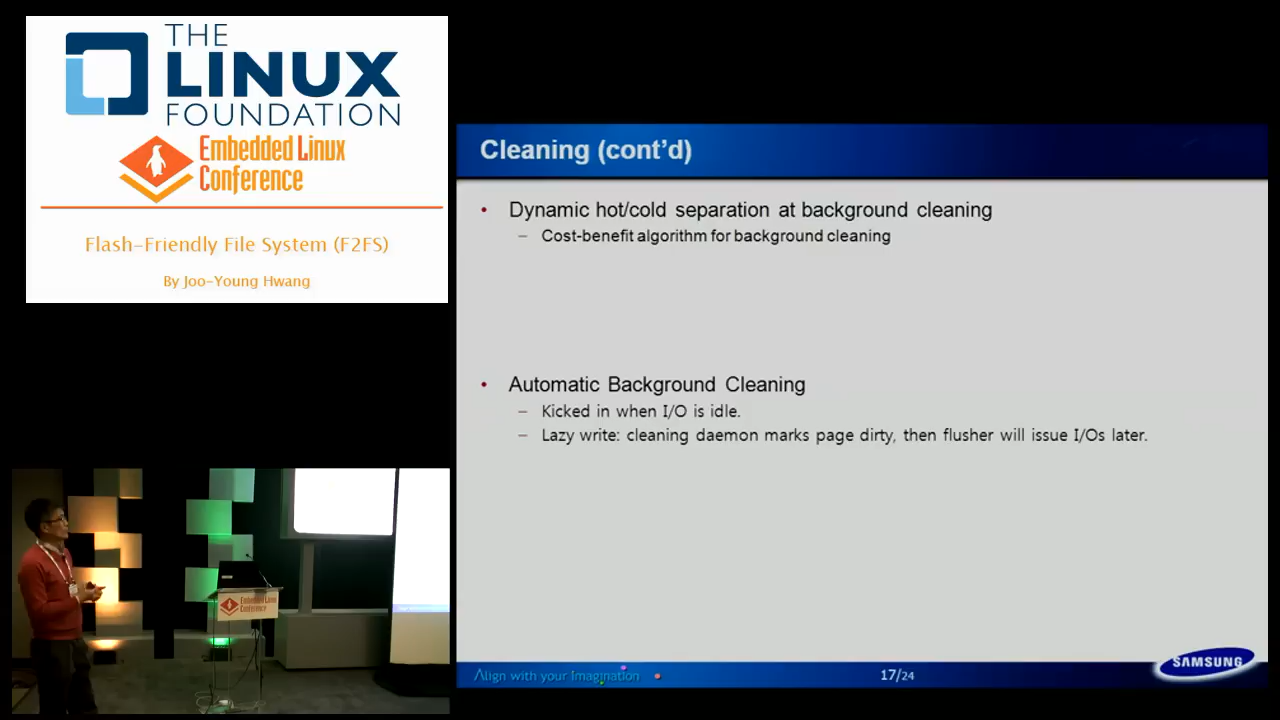 THE
LINUX
FOUNDATION
Embedded Linux
Conference
Flash-Friendly File System (F2FS)
By Joo-Young Hwang
Cleaning (cont'd)
• Dynamic hot/cold separation at background cleaning
– Cost-benefit algorithm for background cleaning
• Automatic Background Cleaning
– Kicked in when I/O is idle.
– Lazy write: cleaning daemon marks page dirty, then flusher will issue I/Os later.
Embedded Linux
Conference
Align with your Imagination
17/24
SAMSUNG